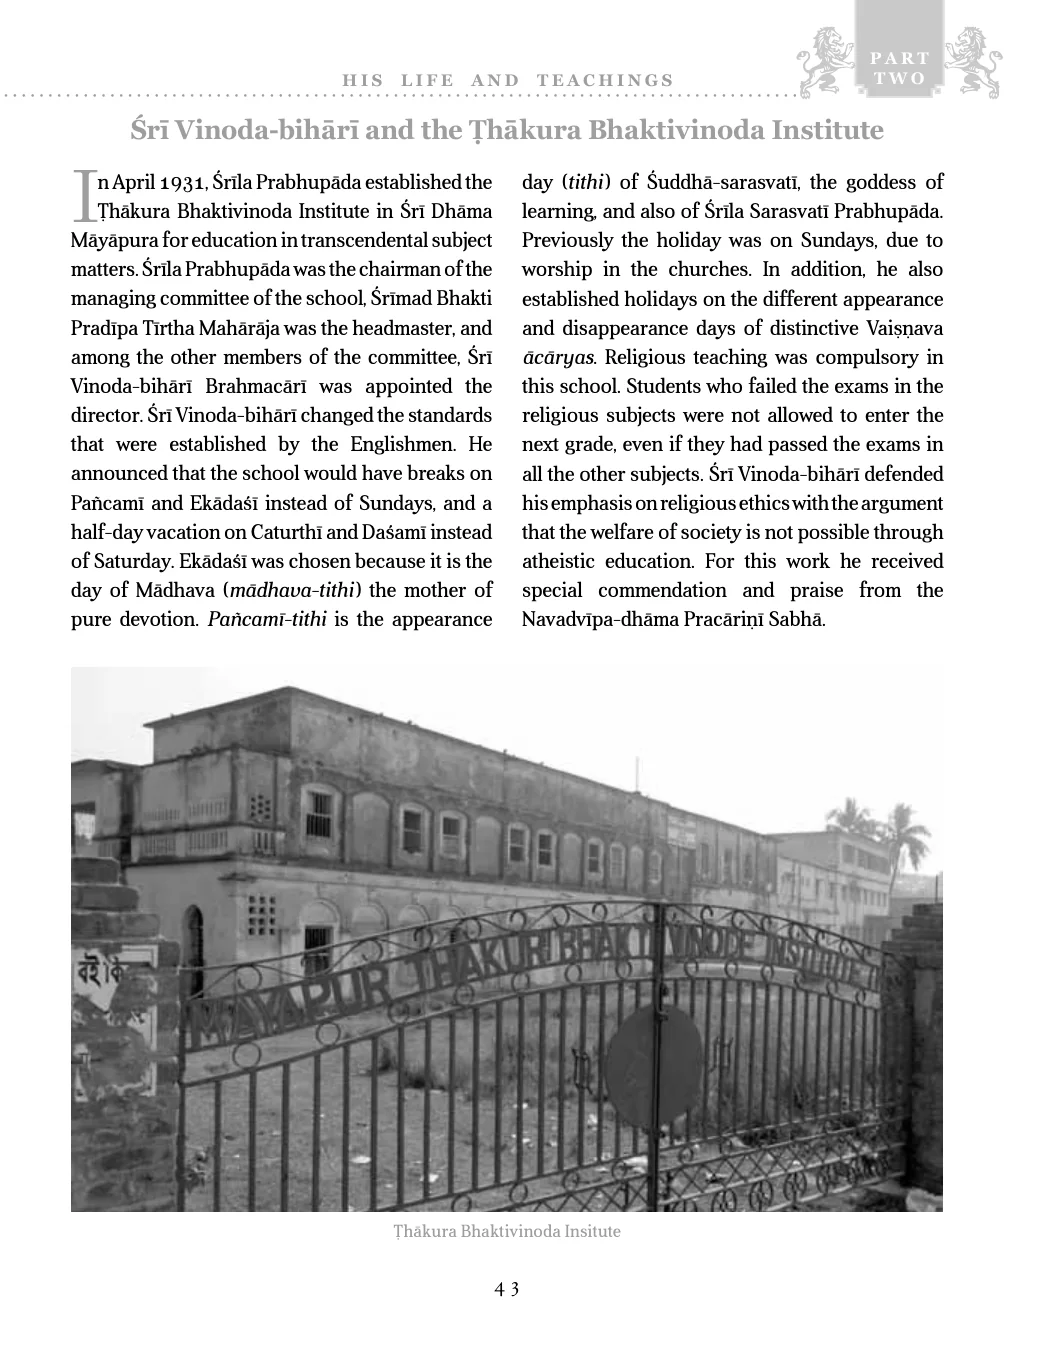 HIS LIFE AND TEACHINGS
PART
TWO
Śrī Vinoda-bihārī and the Ṭhākura Bhaktivinoda Institute
In April 1931, Śrīla Prabhupāda established the
Ṭhākura Bhaktivinoda Institute in Śrī Dhāma
Māyāpura for education in transcendental subject
matters. Śrīla Prabhupāda was the chairman of the
managing committee of the school, Śrīmad Bhakti
Pradīpa Tīrtha Mahārāja was the headmaster, and
among the other members of the committee, Śrī
Vinoda-bihārī Brahmacārī was appointed the
director. Śrī Vinoda-bihārī changed the standards
that were established by the Englishmen. He
announced that the school would have breaks on
Pañcamī and Ekādaśī instead of Sundays, and a
half-day vacation on Caturthī and Daśamī instead
of Saturday. Ekādaśī was chosen because it is the
day of Mādhava (mādhava-tithi) the mother of
pure devotion. Pañcamī-tithi is the appearance
day (tithi) of Śuddhā-sarasvatī, the goddess of
learning, and also of Śrīla Sarasvatī Prabhupāda.
Previously the holiday was on Sundays, due to
worship in the churches. In addition, he also
established holidays on the different appearance
and disappearance days of distinctive Vaiṣṇava
ācāryas. Religious teaching was compulsory in
this school. Students who failed the exams in the
religious subjects were not allowed to enter the
next grade, even if they had passed the exams in
all the other subjects. Śrī Vinoda-bihārī defended
his emphasis on religious ethics with the argument
that the welfare of society is not possible through
atheistic education. For this work he received
special commendation and praise from the
Navadvīpa-dhāma Pracāriṇī Sabhā.
MAYAPUR THAKUR BHAKTI VINODE INSTITUTE
বই
Ṭhākura Bhaktivinoda Insitute
43